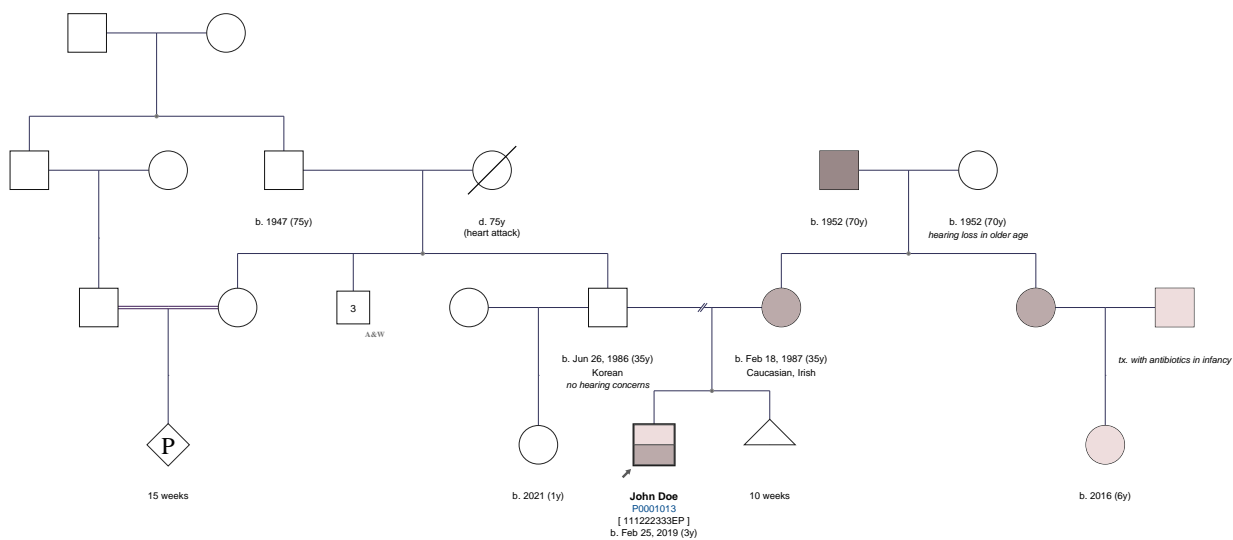 b. 1947 (75y)
d. 75y
(heart attack)
b. 1952 (70y)
b. 1952 (70y)
hearing loss in older age
3
A&W
b. Jun 26, 1986 (35y)
Korean
no hearing concerns
b. Feb 18, 1987 (35y)
Caucasian, Irish
tx. with antibiotics in infancy
P
15 weeks
b. 2021 (1y)
John Doe
P0001013
[ 111222333EP ]
b. Feb 25, 2019 (3y)
10 weeks
b. 2016 (6y)